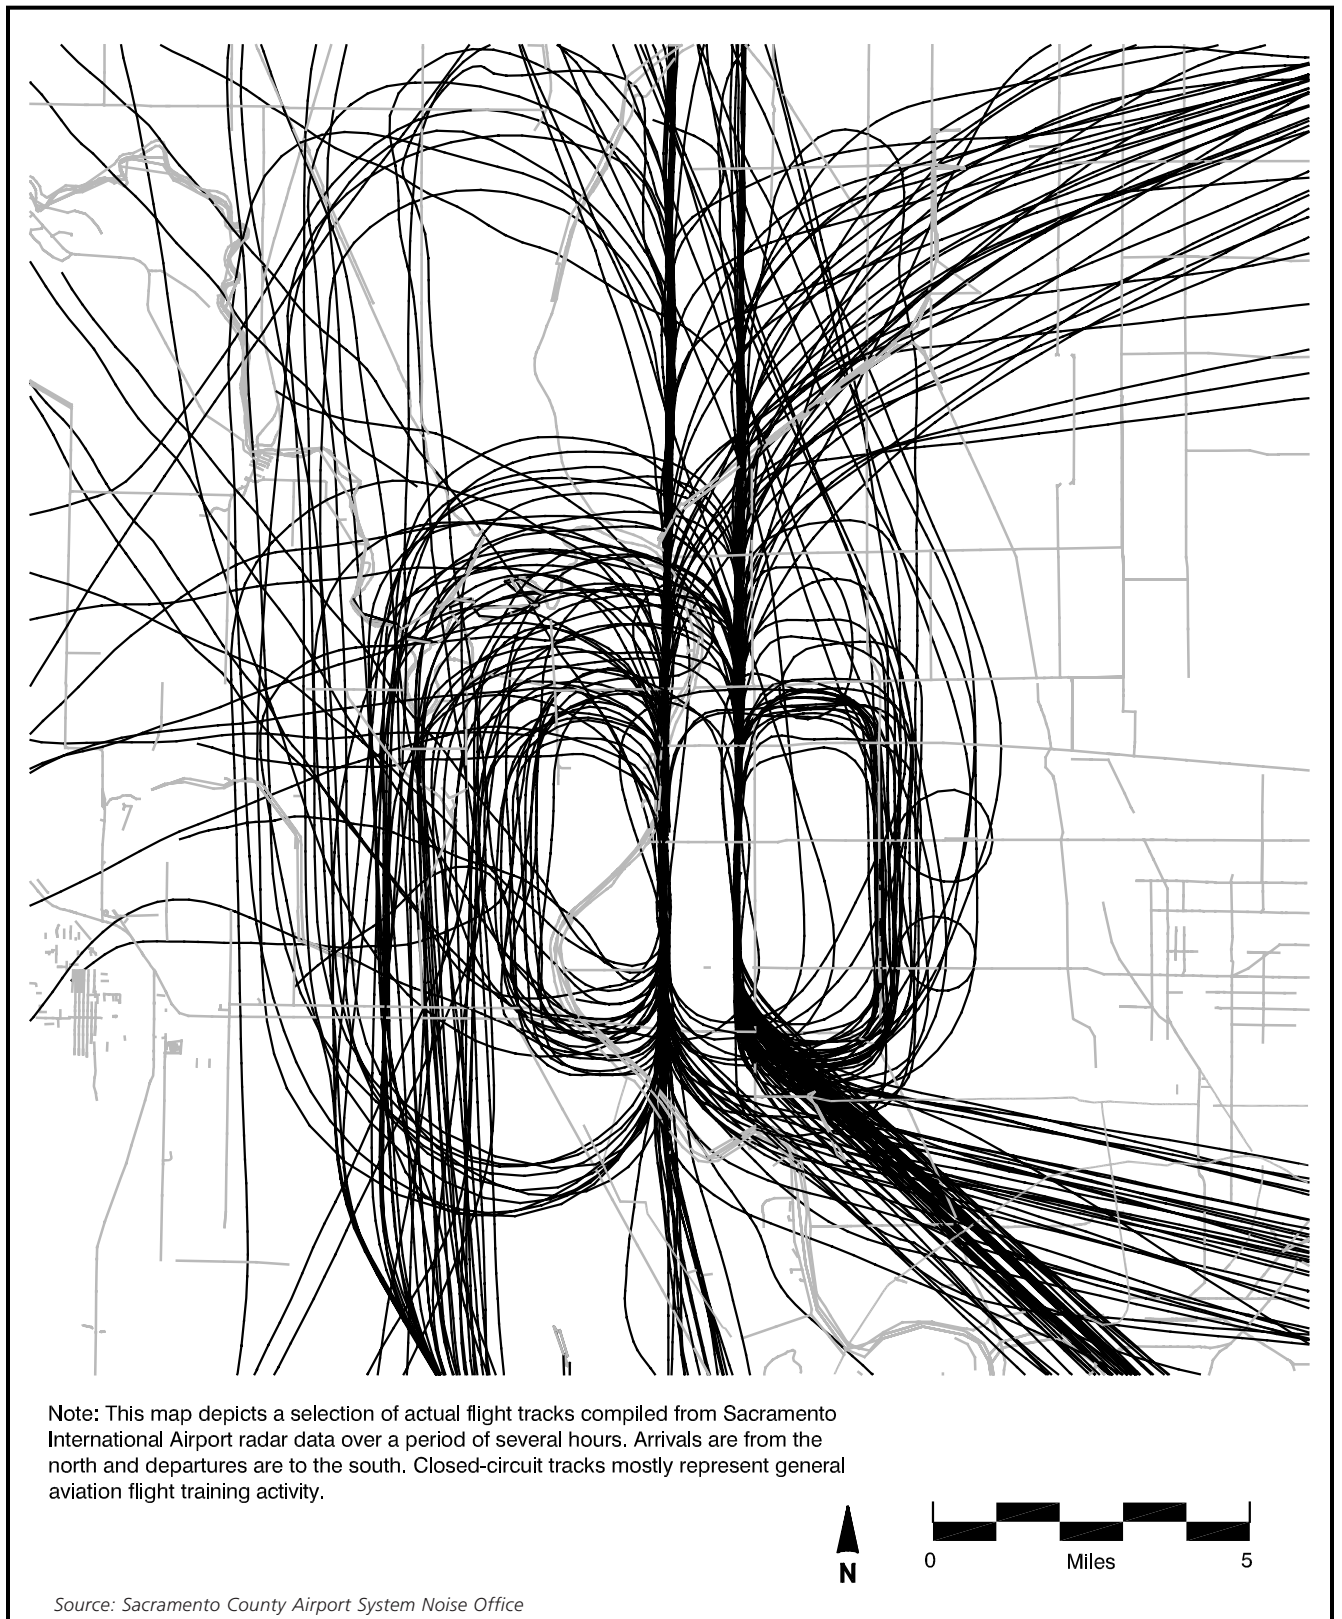 Note: This map depicts a selection of actual flight tracks compiled from Sacramento
International Airport radar data over a period of several hours. Arrivals are from the
north and departures are to the south. Closed-circuit tracks mostly represent general
aviation flight training activity.
N
0 Miles 5
Source: Sacramento County Airport System Noise Office